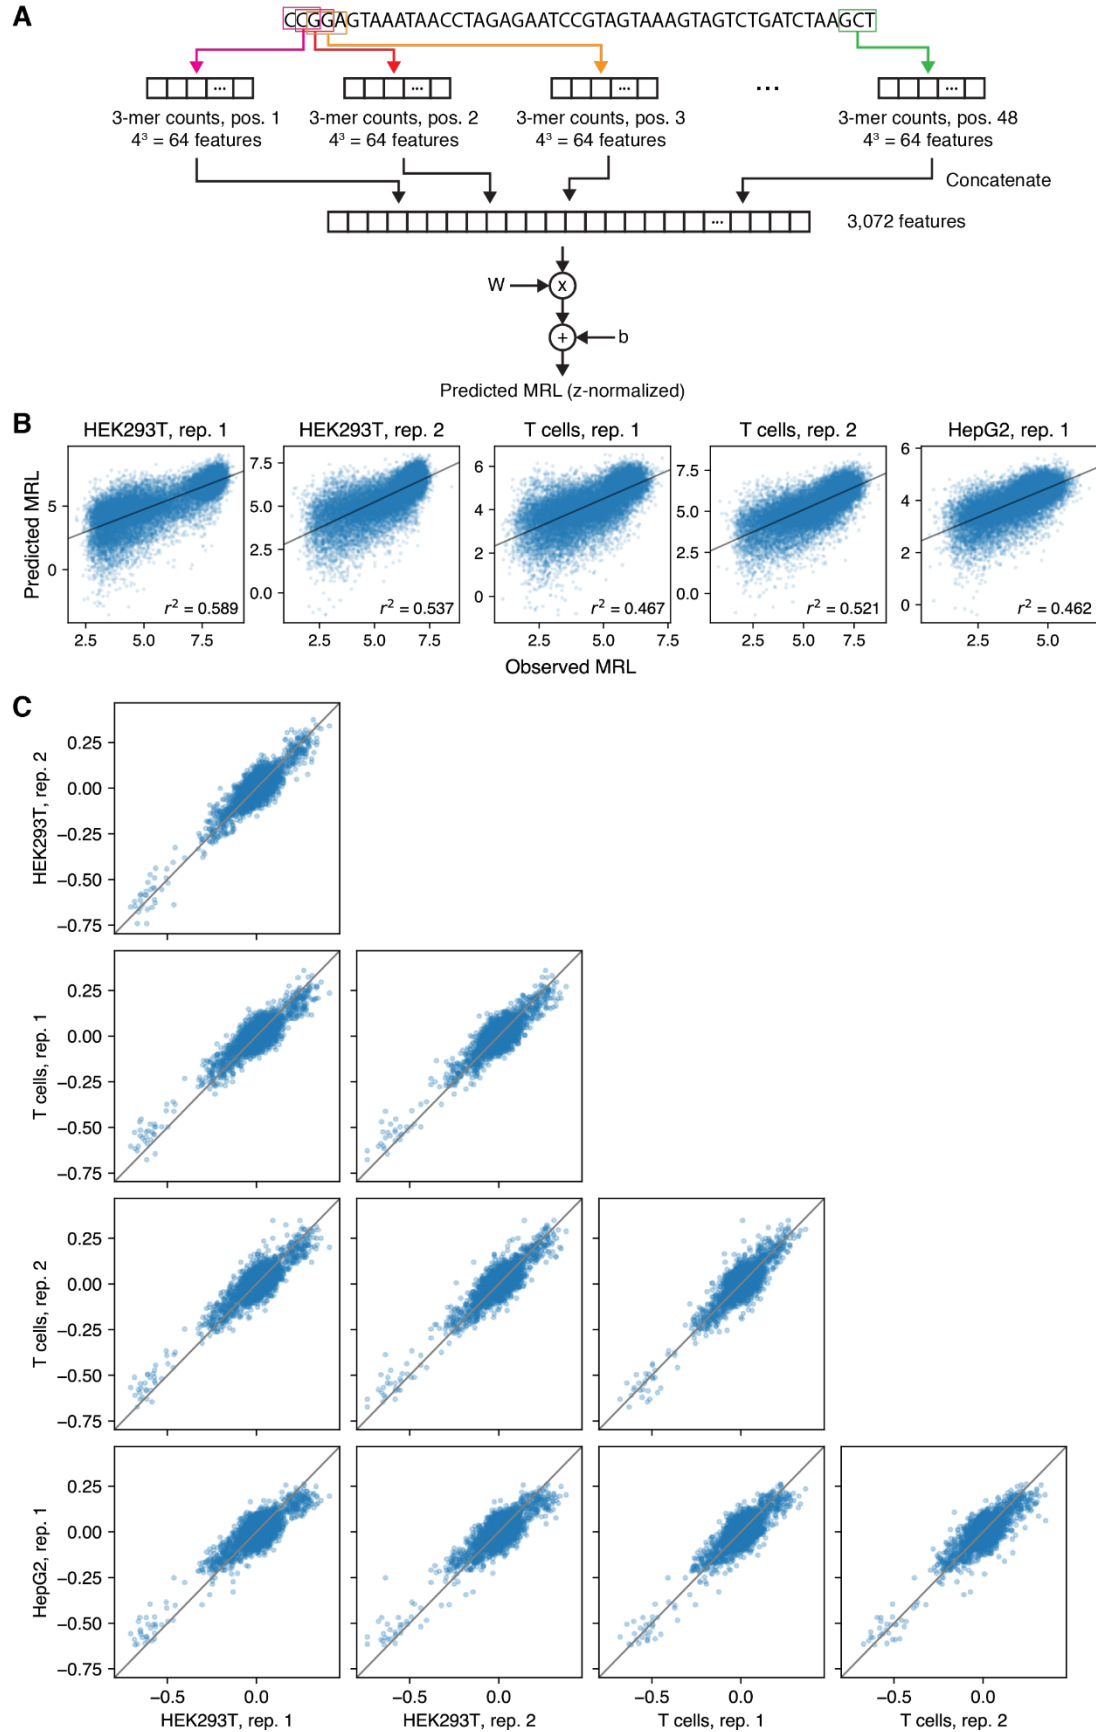 A
CCGGAGTAAATAACCTAGAGAATCCGTAGTAAAGTAGTCTGATCTAAGCT
... ... ... ... ...
3-mer counts, pos. 1 3-mer counts, pos. 2 3-mer counts, pos. 3 3-mer counts, pos. 48
4³ = 64 features 4³ = 64 features 4³ = 64 features 4³ = 64 features
Concatenate
... 3,072 features
W x
+ b
Predicted MRL (z-normalized)
B
HEK293T, rep. 1 HEK293T, rep. 2 T cells, rep. 1 T cells, rep. 2 HepG2, rep. 1
Predicted MRL
5
0
r² = 0.589
2.5 5.0 7.5
7.5
5.0
2.5
0.0
r² = 0.537
2.5 5.0 7.5
6
4
2
0
r² = 0.467
2.5 5.0 7.5
7.5
5.0
2.5
0.0
r² = 0.521
2.5 5.0 7.5
6
4
2
0
r² = 0.462
2.5 5.0
Observed MRL
C
HEK293T, rep. 2
0.25
0.00
−0.25
−0.50
−0.75
T cells, rep. 1
0.25
0.00
−0.25
−0.50
−0.75
T cells, rep. 2
0.25
0.00
−0.25
−0.50
−0.75
HepG2, rep. 1
0.25
0.00
−0.25
−0.50
−0.75
−0.5 0.0 −0.5 0.0 −0.5 0.0 −0.5 0.0
HEK293T, rep. 1 HEK293T, rep. 2 T cells, rep. 1 T cells, rep. 2